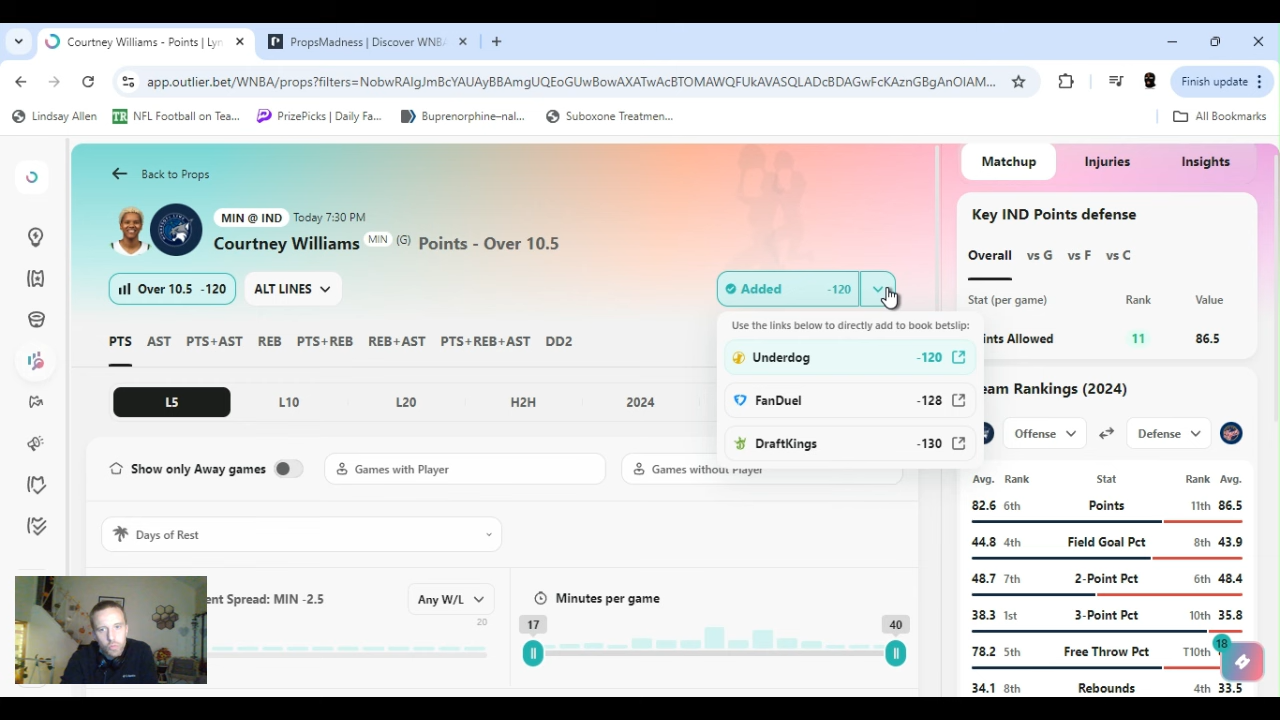 Courtney Williams - Points | Lyn
PropsMadness | Discover WNB
app.outlier.bet/WNBA/props?filters=NobwRAlgJmBcYAUAyBBAmgUQEoGUwBowAXATwAcBTOMAWQFUkAVASQLADcBDAGwFcKAznGBgAnOIAM...
Finish update
Lindsay Allen
NFL Football on Tea...
PrizePicks | Daily Fa...
Buprenorphine–nal...
Suboxone Treatmen...
All Bookmarks
Back to Props
MIN @ IND Today 7:30 PM
Courtney Williams MIN (G) Points - Over 10.5
Over 10.5 -120
ALT LINES
Added -120
Use the links below to directly add to book betslip:
Underdog -120
FanDuel -128
DraftKings -130
PTS AST PTS+AST REB PTS+REB REB+AST PTS+REB+AST DD2
L5 L10 L20 H2H 2024
Show only Away games
Games with Player
Games without Player
Days of Rest
ent Spread: MIN -2.5
Any W/L
20
Minutes per game
17
40
Matchup Injuries Insights
Key IND Points defense
Overall vs G vs F vs C
Stat (per game) Rank Value
ints Allowed 11 86.5
eam Rankings (2024)
Offense
Defense
Avg. Rank Stat Rank Avg.
82.6 6th Points 11th 86.5
44.8 4th Field Goal Pct 8th 43.9
48.7 7th 2-Point Pct 6th 48.4
38.3 1st 3-Point Pct 10th 35.8
78.2 5th Free Throw Pct T10th
18
34.1 8th Rebounds 4th 33.5